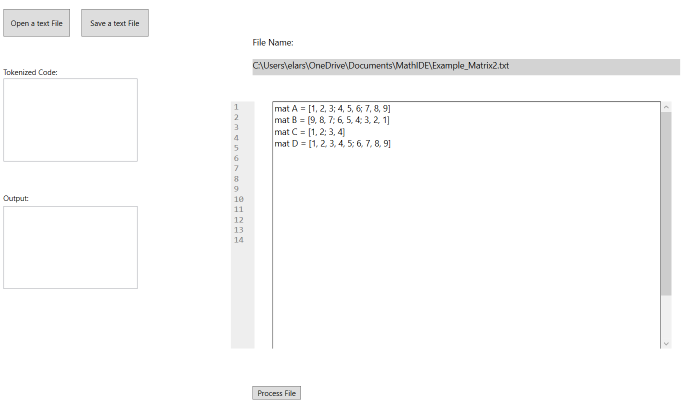 Open a text File
Save a text File
File Name:
C:\Users\elars\OneDrive\Documents\MathIDE\Example_Matrix2.txt
Tokenized Code:
Output:
1
2
3
4
5
6
7
8
9
10
11
12
13
14
mat A = [1, 2, 3; 4, 5, 6; 7, 8, 9]
mat B = [9, 8, 7; 6, 5, 4; 3, 2, 1]
mat C = [1, 2; 3, 4]
mat D = [1, 2, 3, 4, 5; 6, 7, 8, 9]
Process File